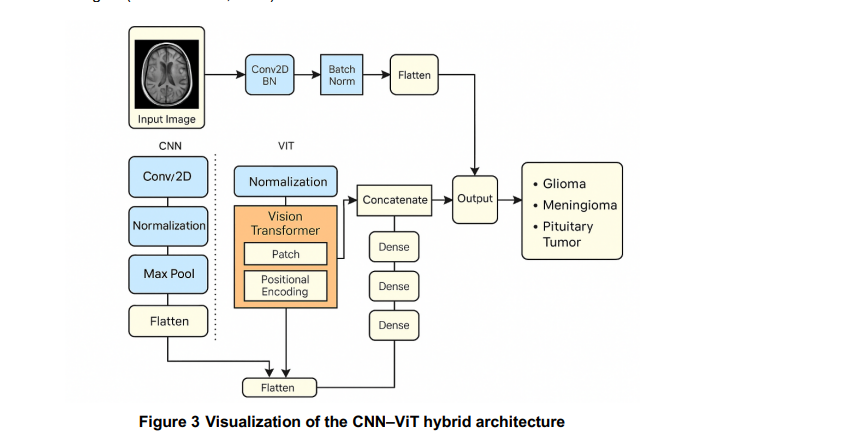 Conv2D
BN
Batch
Norm
Flatten
Input Image
CNN
VIT
Conv/2D
Normalization
Max Pool
Flatten
Normalization
Vision
Transformer
Patch
Positional
Encoding
Concatenate
Dense
Dense
Dense
Flatten
Output
• Glioma
• Meningioma
• Pituitary
Tumor
Figure 3 Visualization of the CNN–ViT hybrid architecture